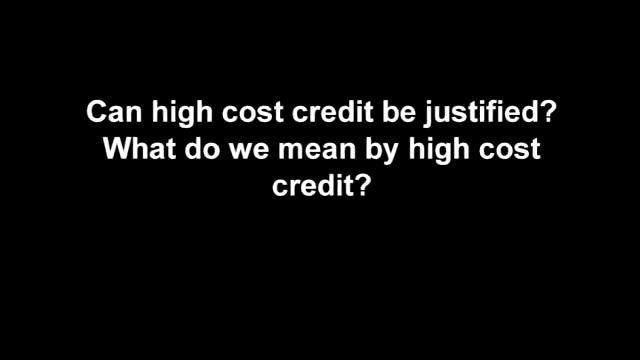 Can high cost credit be justified?
What do we mean by high cost
credit?